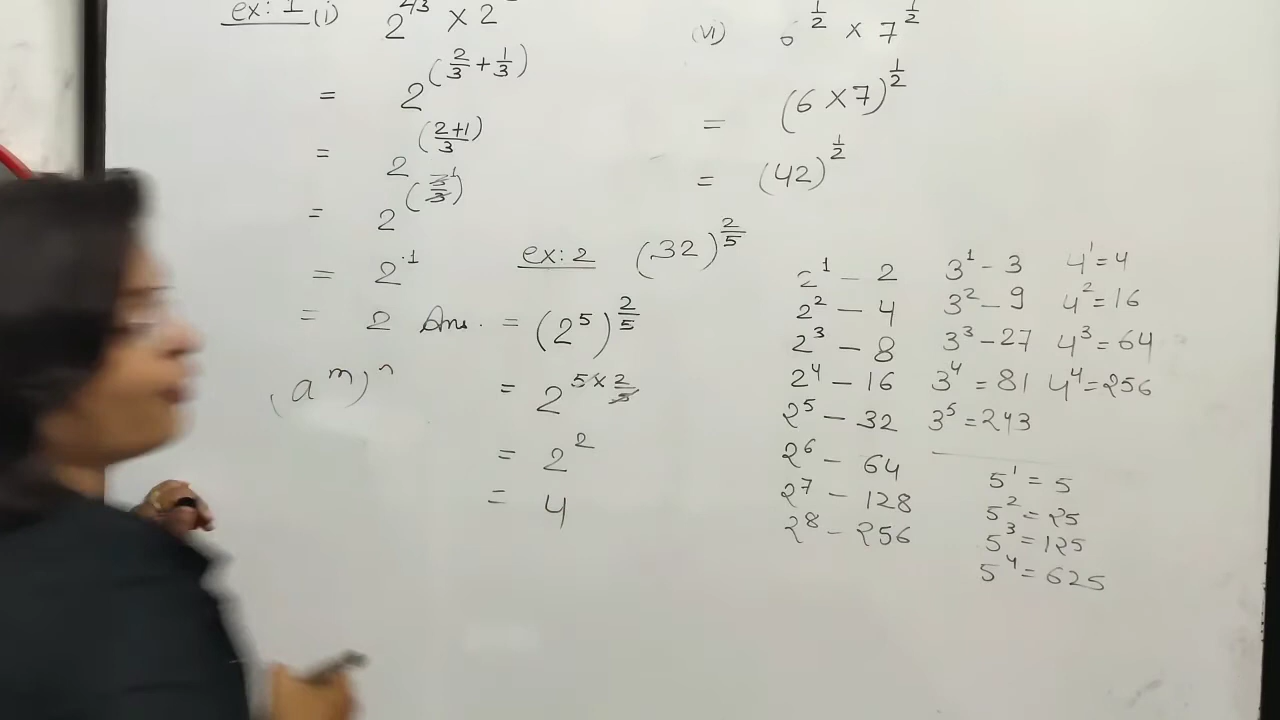 ex: 1 (i) 2^2/3 × 2
= 2^(2/3 + 1/3)
= 2^(2+1/3)
= 2^(3/3 1)
= 2^1
= 2 Ans.
(a^m)^n
(vi) 6^1/2 × 7^1/2
= (6 × 7)^1/2
= (42)^1/2
ex: 2 (32)^2/5
= (2^5)^2/5
= 2^5 × 2/5
= 2^2
= 4
2^1 - 2
2^2 - 4
2^3 - 8
2^4 - 16
2^5 - 32
2^6 - 64
2^7 - 128
2^8 - 256
3^1 - 3
3^2 - 9
3^3 - 27
3^4 = 81
3^5 = 243
4^1 = 4
4^2 = 16
4^3 = 64
4^4 = 256
5^1 = 5
5^2 = 25
5^3 = 125
5^4 = 625